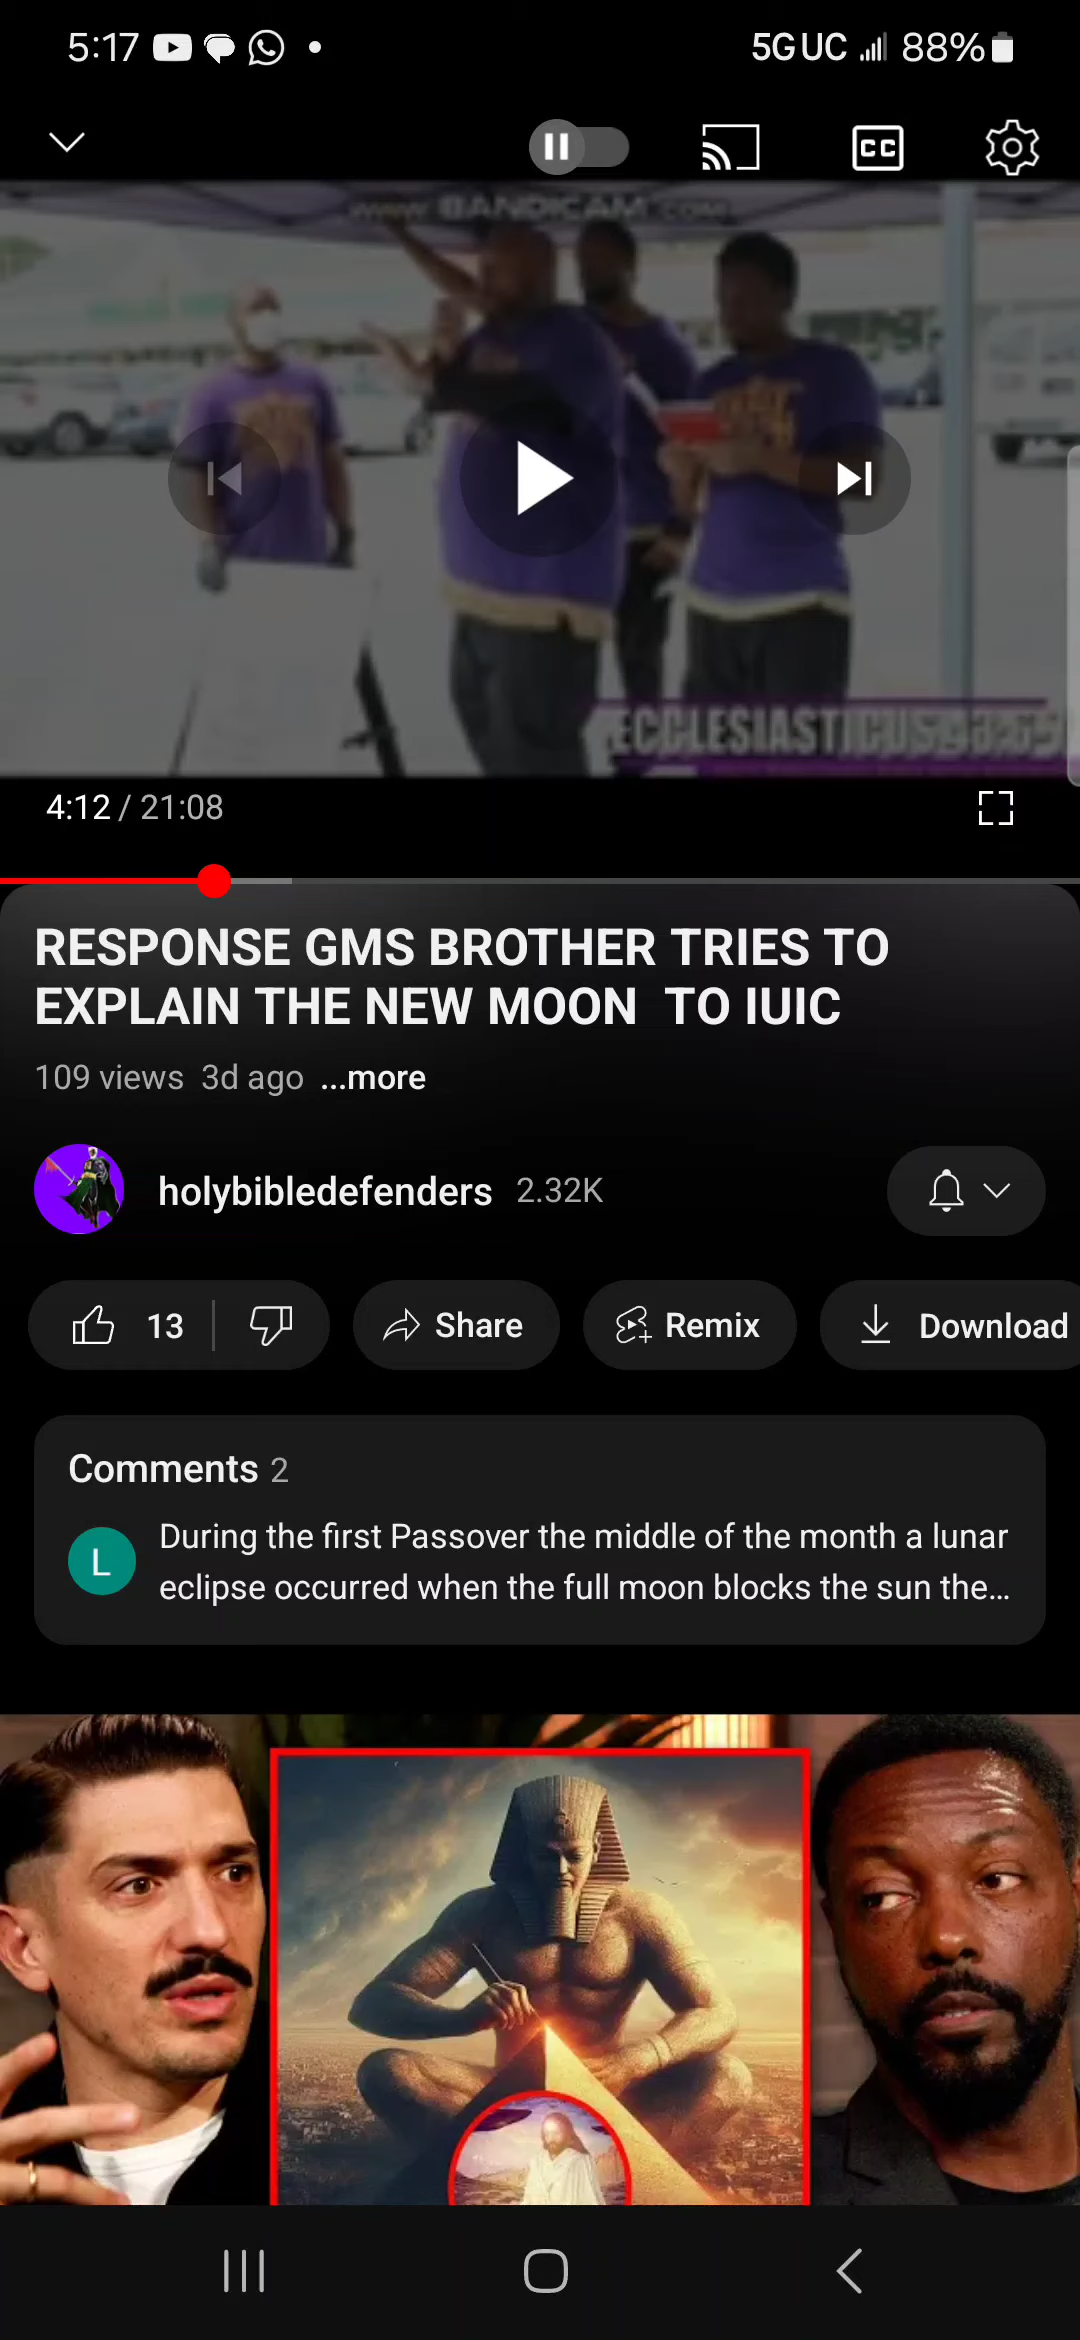 5:17
5G UC 88%
CC
www.BANDICAM.COM
ECCLESIASTICUS
4:12 / 21:08
RESPONSE GMS BROTHER TRIES TO
EXPLAIN THE NEW MOON TO IUIC
109 views 3d ago ...more
holybibledefenders 2.32K
13 Share Remix Download
Comments 2
L
During the first Passover the middle of the month a lunar
eclipse occurred when the full moon blocks the sun the...